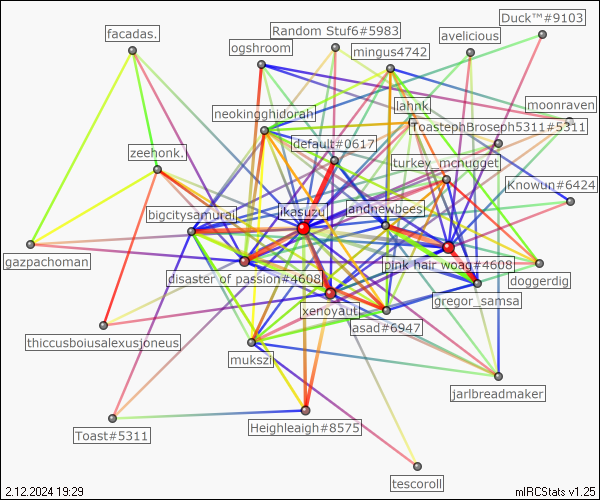 Duck™#9103
facadas.
Random Stuf6#5983
avelicious
ogshroom
mingus4742
lahnk
moonraven
neokingghidorah
ToastephBroseph5311#5311
default#0617
zeehonk.
turkey_mcnugget
Knowun#6424
bigcitysamurai
ikasuzu
andnewbees
gazpachoman
pink hair woag#4608
disaster of passion#4608
doggerdig
gregor_samsa
xenoyaut
asad#6947
thiccusboiusalexusjoneus
mukszi
jarlbreadmaker
Heighleaigh#8575
Toast#5311
tescoroll
2.12.2024 19:29
mIRCStats v1.25